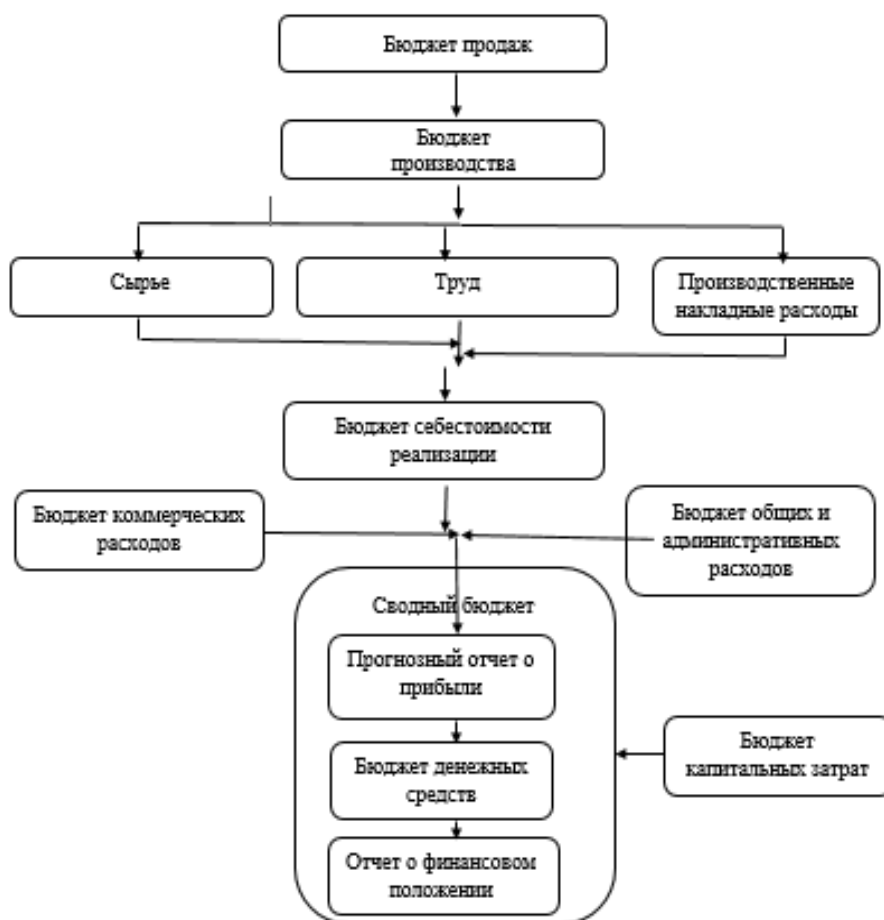 Бюджет продаж
Бюджет
производства
Сырье
Труд
Производственные
накладные расходы
Бюджет себестоимости
реализации
Бюджет коммерческих
расходов
Бюджет общих и
административных
расходов
Сводный бюджет
Прогнозный отчет о
прибыли
Бюджет
капитальных затрат
Бюджет денежных
средств
Отчет о финансовом
положении